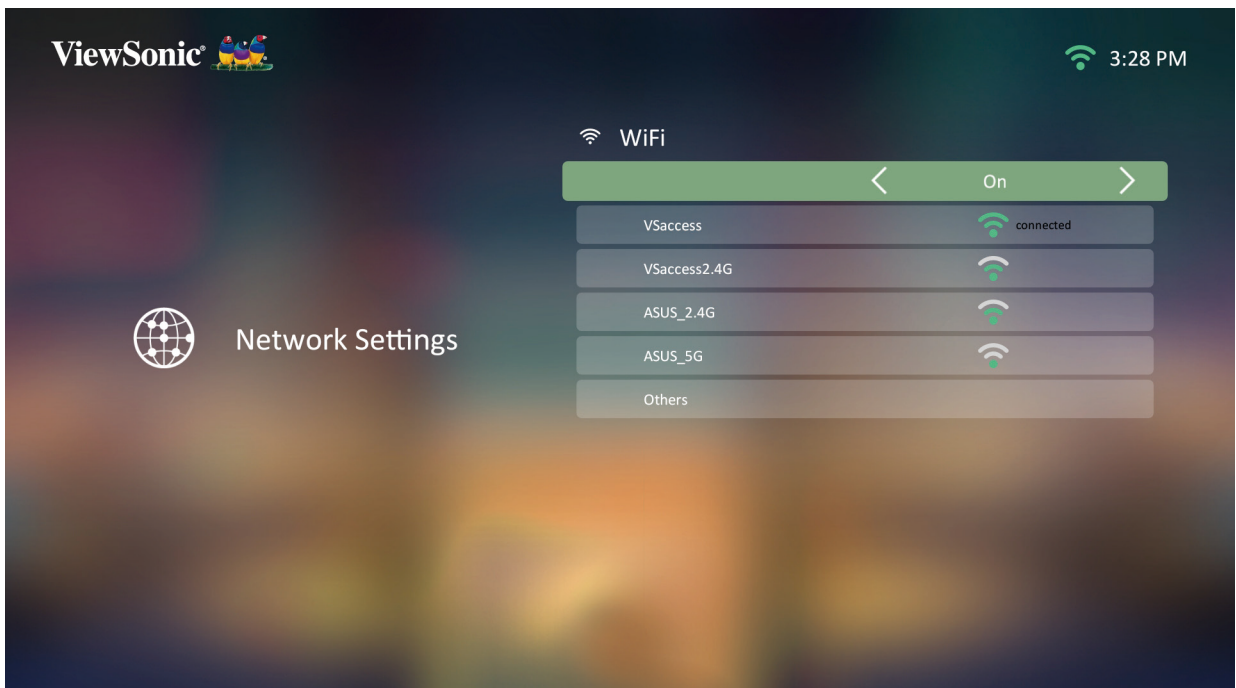 ViewSonic®
3:28 PM
WiFi
On
VSaccess connected
VSaccess2.4G
ASUS_2.4G
Network Settings
ASUS_5G
Others